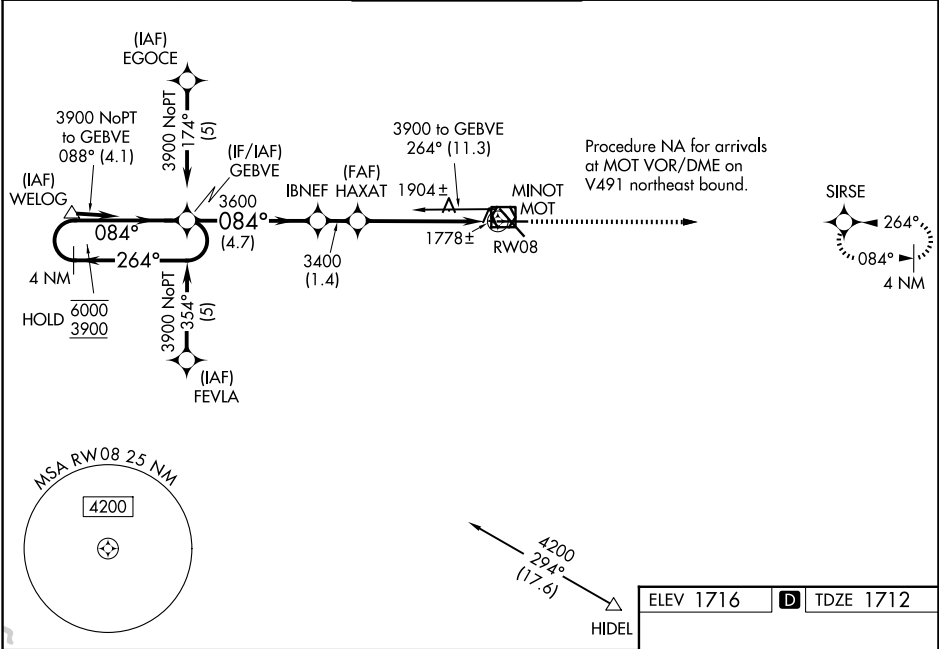 (IAF)
EGOCE
3900 NoPT
174°
(5)
3900 NoPT
to GEBVE
088° (4.1)
(IAF)
WELOG
(IF/IAF)
GEBVE
3600
084°
(4.7)
084°
264°
4 NM
HOLD
6000
3900
3900 NoPT
354°
(5)
(IAF)
FEVLA
IBNEF
(FAF)
HAXAT
3400
(1.4)
3900 to GEBVE
264° (11.3)
1904 ±
1778±
MINOT
MOT
RW08
Procedure NA for arrivals
at MOT VOR/DME on
V491 northeast bound.
SIRSE
264°
084°
4 NM
MSA RW08 25 NM
4200
4200
294°
(17.6)
HIDEL
ELEV 1716 D TDZE 1712